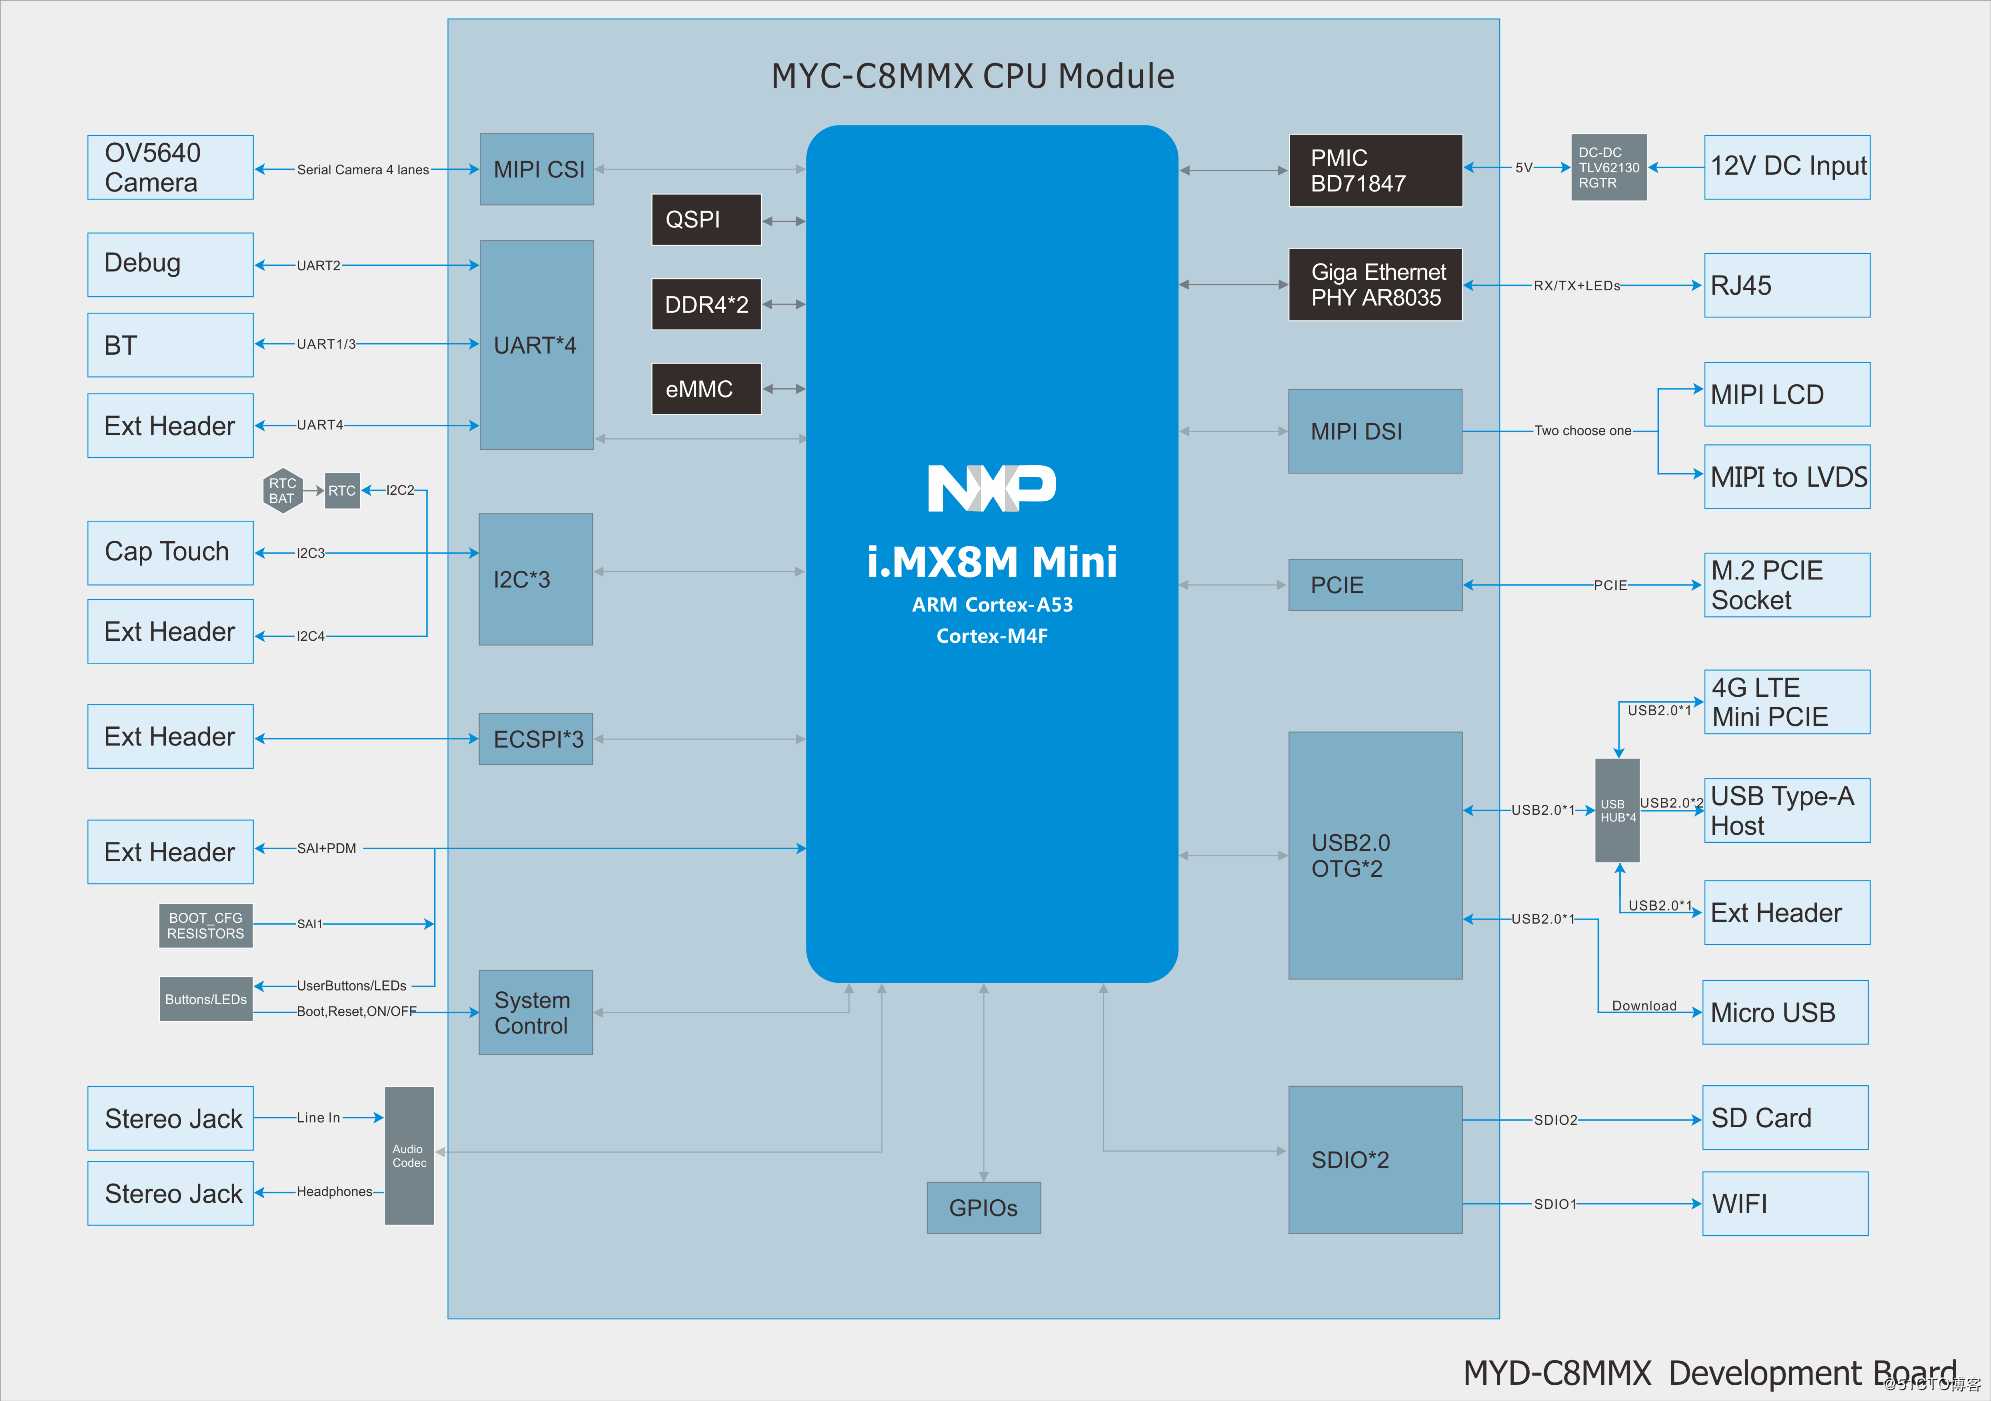 MYC-C8MMX CPU Module
OV5640
Camera
Serial Camera 4 lanes
MIPI CSI
QSPI
Debug
UART2
DDR4*2
BT
UART1/3
UART*4
eMMC
Ext Header
UART4
RTC
BAT
RTC
I2C2
Cap Touch
I2C3
I2C*3
Ext Header
I2C4
Ext Header
ECSPI*3
Ext Header
SAI+PDM
BOOT_CFG
RESISTORS
SAI1
Buttons/LEDs
UserButtons/LEDs
Boot,Reset,ON/OFF
System
Control
Stereo Jack
Line In
Audio
Codec
Stereo Jack
Headphones
NXP
i.MX8M Mini
ARM Cortex-A53
Cortex-M4F
GPIOs
PMIC
BD71847
5V
DC-DC
TLV62130
RGTR
12V DC Input
Giga Ethernet
PHY AR8035
RX/TX+LEDs
RJ45
MIPI DSI
Two choose one
MIPI LCD
MIPI to LVDS
PCIE
PCIE
M.2 PCIE
Socket
USB2.0
OTG*2
USB2.0*1
USB
HUB*4
USB2.0*1
4G LTE
Mini PCIE
USB2.0*2
USB Type-A
Host
USB2.0*1
Ext Header
USB2.0*1
Download
Micro USB
SDIO*2
SDIO2
SD Card
SDIO1
WIFI
MYD-C8MMX Development Board
@51CTO博客